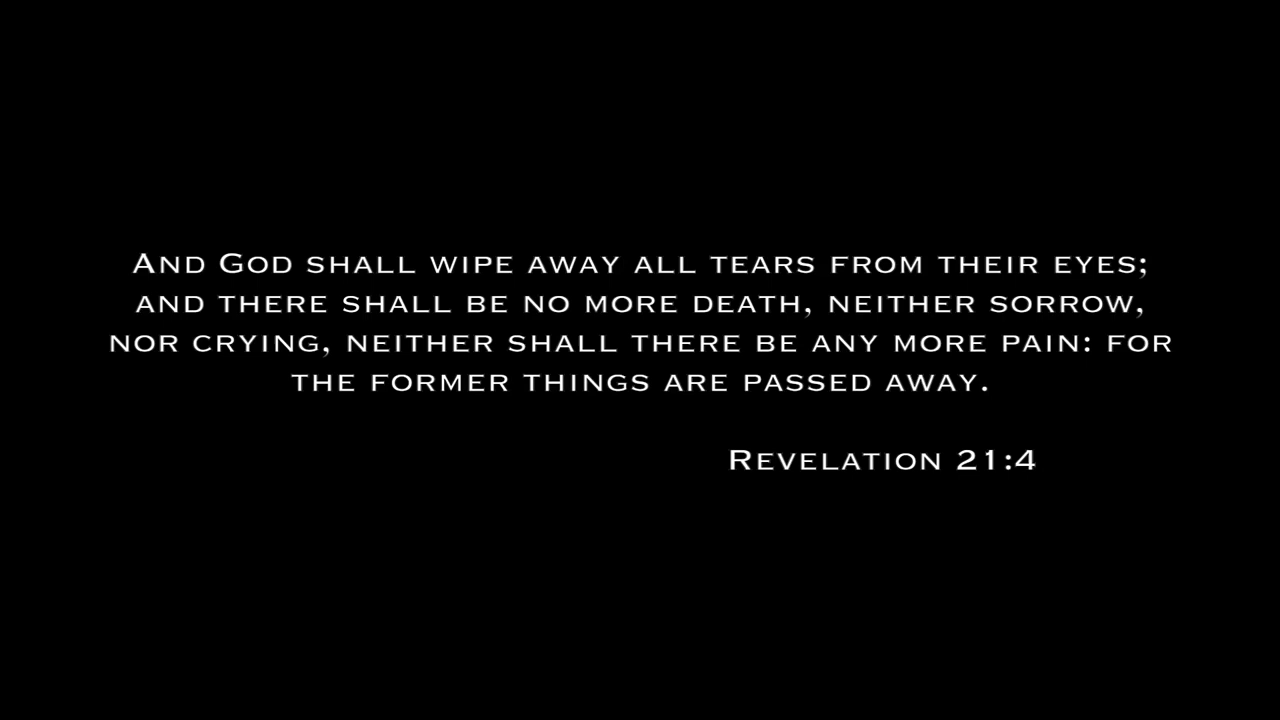 And God shall wipe away all tears from their eyes;
and there shall be no more death, neither sorrow,
nor crying, neither shall there be any more pain: for
the former things are passed away.
Revelation 21:4